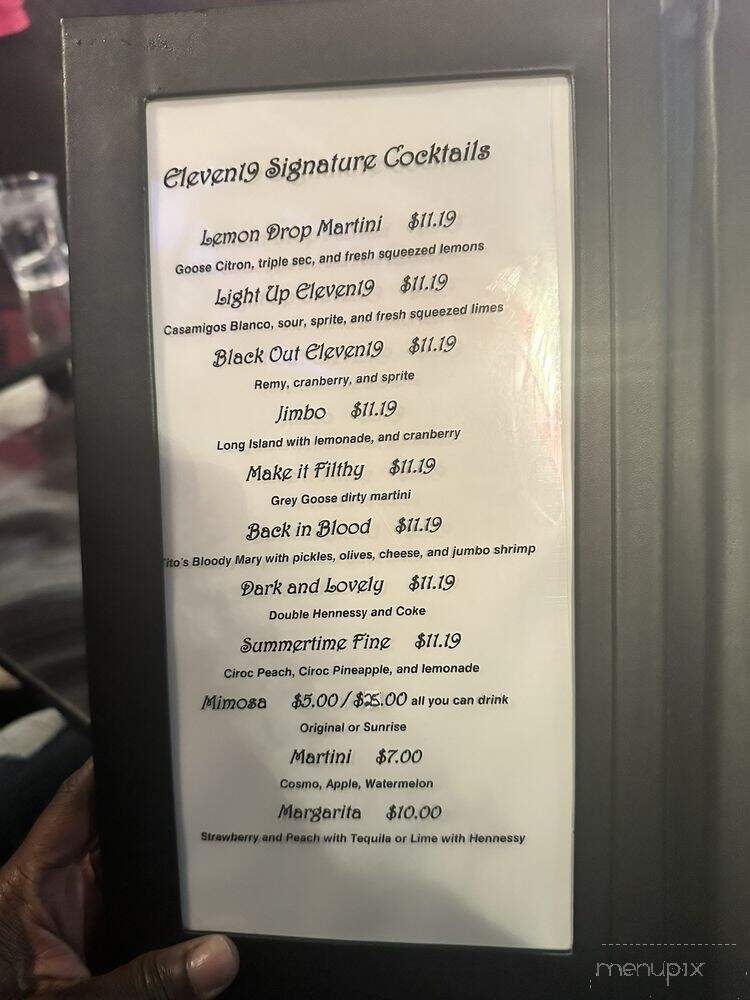 Eleven19 Signature Cocktails
Lemon Drop Martini $11.19
Goose Citron, triple sec, and fresh squeezed lemons
Light Up Eleven19 $11.19
Casamigos Blanco, sour, sprite, and fresh squeezed limes
Black Out Eleven19 $11.19
Remy, cranberry, and sprite
Jimbo $11.19
Long Island with lemonade, and cranberry
Make it Filthy $11.19
Grey Goose dirty martini
Back in Blood $11.19
Tito's Bloody Mary with pickles, olives, cheese, and jumbo shrimp
Dark and Lovely $11.19
Double Hennessy and Coke
Summertime Fine $11.19
Ciroc Peach, Ciroc Pineapple, and lemonade
Mimosa $5.00 / $25.00 all you can drink
Original or Sunrise
Martini $7.00
Cosmo, Apple, Watermelon
Margarita $10.00
Strawberry and Peach with Tequila or Lime with Hennessy
menupix